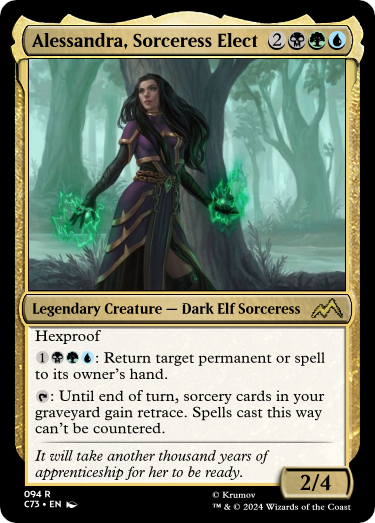 Alessandra, Sorceress Elect 2
Legendary Creature — Dark Elf Sorceress
Hexproof
1 : Return target permanent or spell
to its owner's hand.
: Until end of turn, sorcery cards in your
graveyard gain retrace. Spells cast this way
can't be countered.
It will take another thousand years of
apprenticeship for her to be ready.
2/4
094 R
C73 • EN
© Krumov
™ & © 2024 Wizards of the Coast